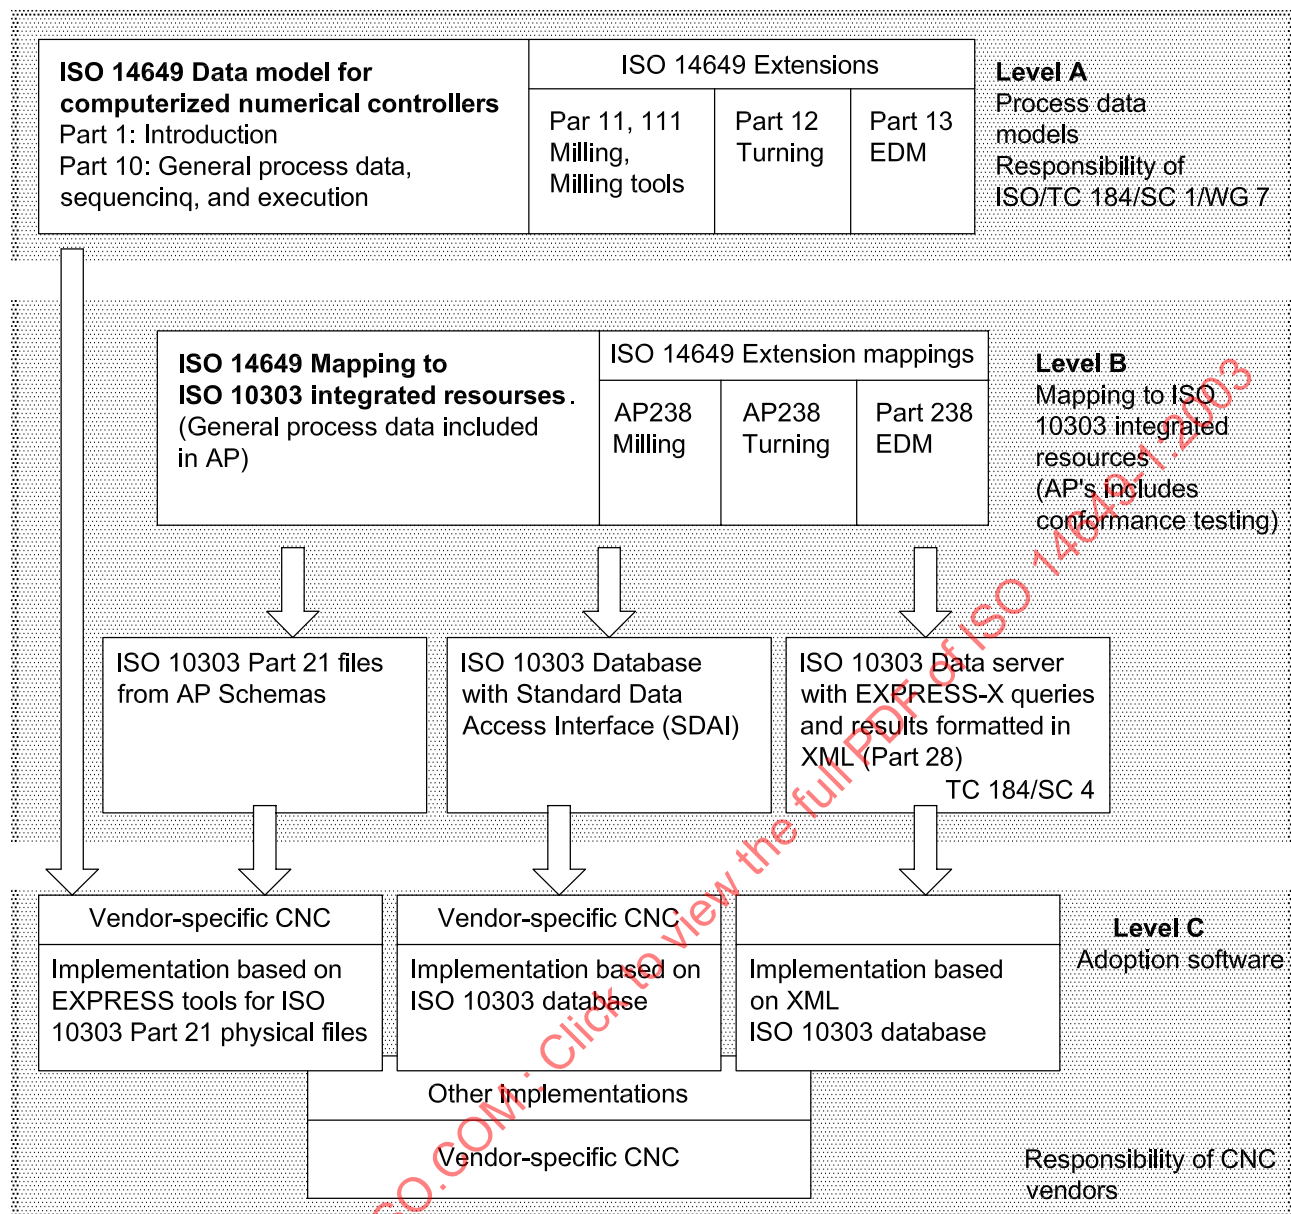 ISO 14649 Data model for
computerized numerical controllers
Part 1: Introduction
Part 10: General process data,
sequencinq, and execution
ISO 14649 Extensions
Par 11, 111
Milling,
Milling tools
Part 12
Turning
Part 13
EDM
Level A
Process data
models
Responsibility of
ISO/TC 184/SC 1/WG 7
ISO 14649 Mapping to
ISO 10303 integrated resourses.
(General process data included
in AP)
ISO 14649 Extension mappings
AP238
Milling
AP238
Turning
Part 238
EDM
Level B
Mapping to ISO
10303 integrated
resources
(AP's includes
conformance testing)
ISO 10303 Part 21 files
from AP Schemas
ISO 10303 Database
with Standard Data
Access Interface (SDAI)
ISO 10303 Data server
with EXPRESS-X queries
and results formatted in
XML (Part 28)
TC 184/SC 4
Vendor-specific CNC
Implementation based on
EXPRESS tools for ISO
10303 Part 21 physical files
Vendor-specific CNC
Implementation based on
ISO 10303 database
Implementation based
on XML
ISO 10303 database
Level C
Adoption software
Other implementations
Vendor-specific CNC
Responsibility of CNC
vendors
SO.COM : Click to view the full PDF of ISO 14649-1:2003